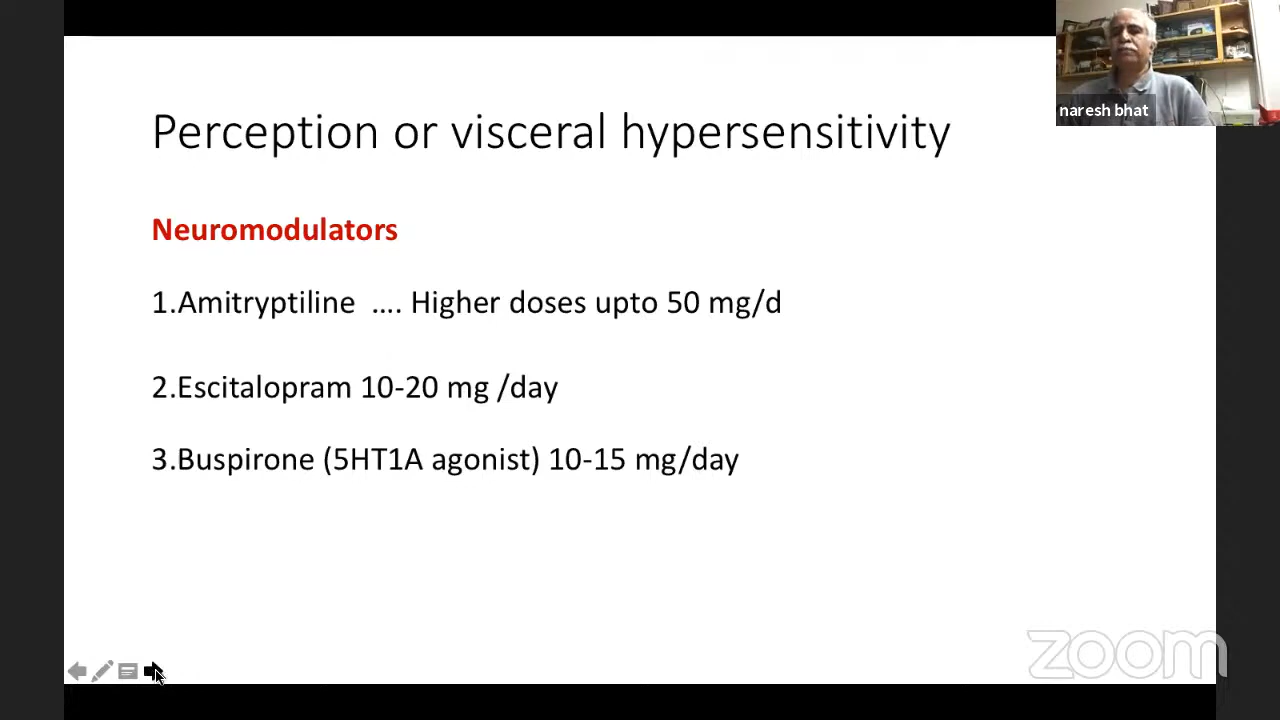 Perception or visceral hypersensitivity
naresh bhat
Neuromodulators
1.Amitryptiline .... Higher doses upto 50 mg/d
2.Escitalopram 10-20 mg /day
3.Buspirone (5HT1A agonist) 10-15 mg/day
zoom